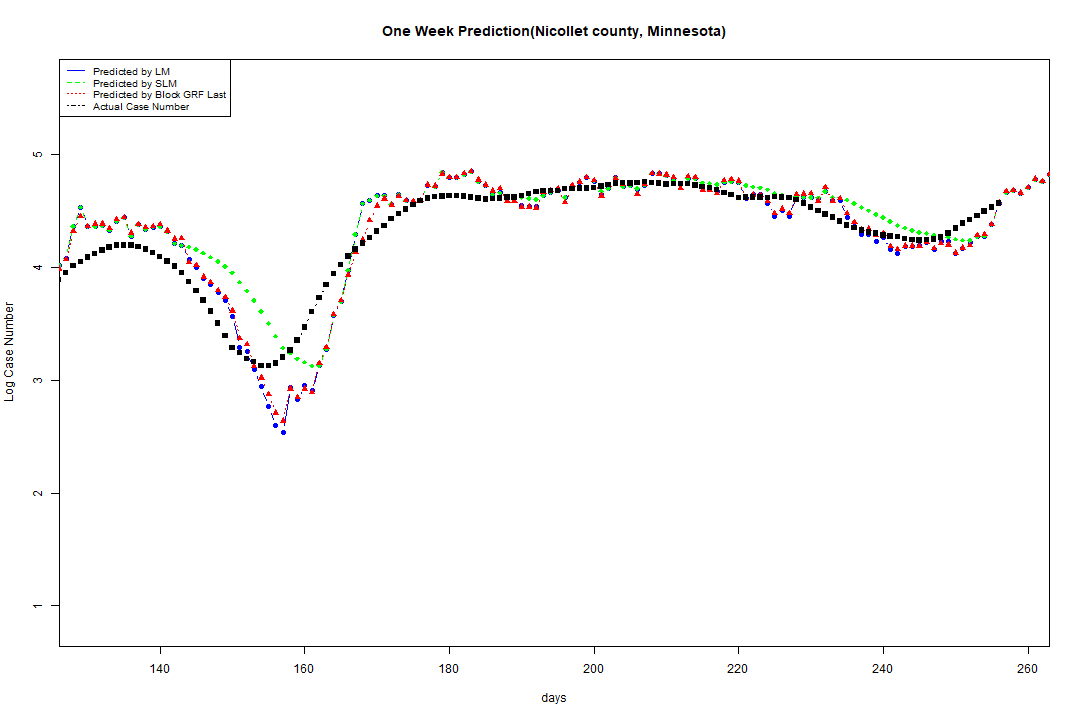 One Week Prediction(Nicollet county, Minnesota)
Predicted by LM
Predicted by SLM
Predicted by Block GRF Last
Actual Case Number
5
4
3
2
1
Log Case Number
140 160 180 200 220 240 260
days